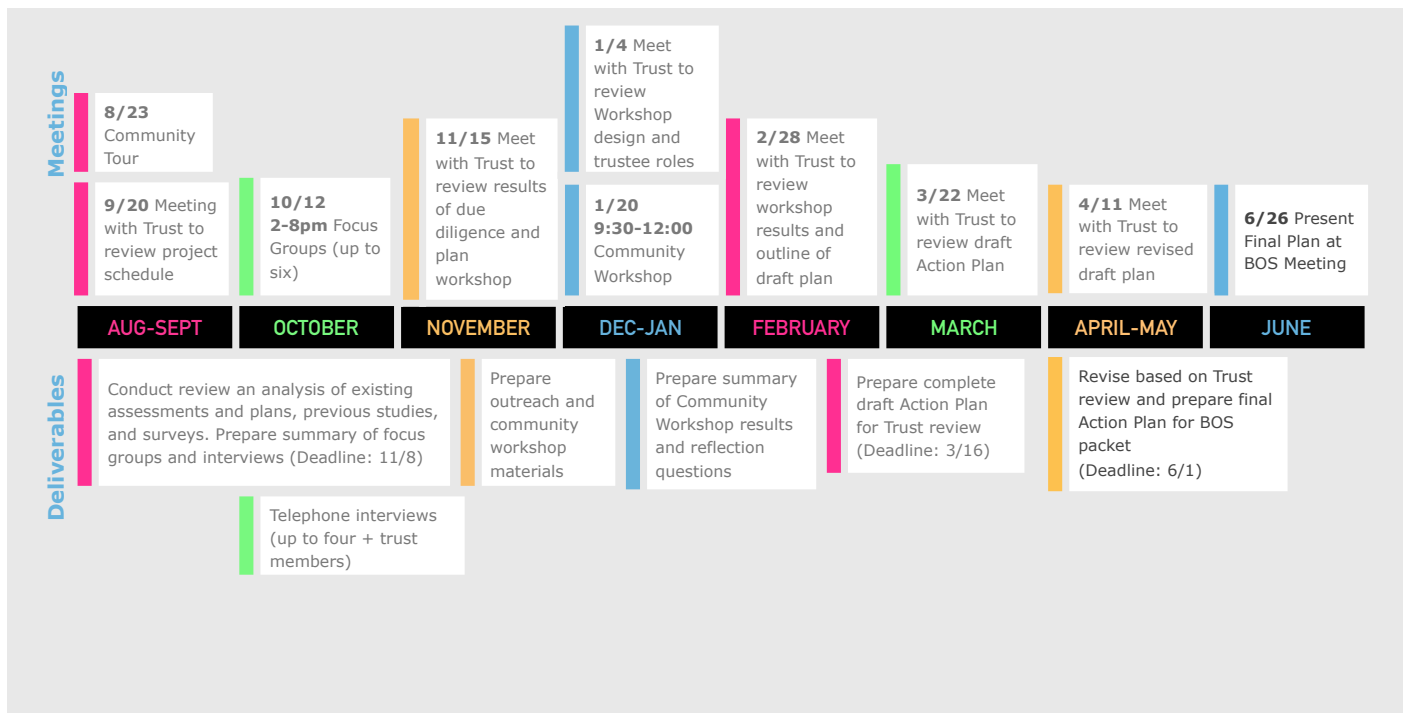 Meetings
8/23
Community
Tour
9/20 Meeting
with Trust to
review project
schedule
10/12
2-8pm Focus
Groups (up to
six)
11/15 Meet
with Trust to
review results
of due
diligence and
plan
workshop
1/4 Meet
with Trust to
review
Workshop
design and
trustee roles
1/20
9:30-12:00
Community
Workshop
2/28 Meet
with Trust to
review
workshop
results and
outline of
draft plan
3/22 Meet
with Trust to
review draft
Action Plan
4/11 Meet
with Trust to
review revised
draft plan
6/26 Present
Final Plan at
BOS Meeting
AUG-SEPT
OCTOBER
NOVEMBER
DEC-JAN
FEBRUARY
MARCH
APRIL-MAY
JUNE
Deliverables
Conduct review an analysis of existing
assessments and plans, previous studies,
and surveys. Prepare summary of focus
groups and interviews (Deadline: 11/8)
Telephone interviews
(up to four + trust
members)
Prepare
outreach and
community
workshop
materials
Prepare summary
of Community
Workshop results
and reflection
questions
Prepare complete
draft Action Plan
for Trust review
(Deadline: 3/16)
Revise based on Trust
review and prepare final
Action Plan for BOS
packet
(Deadline: 6/1)